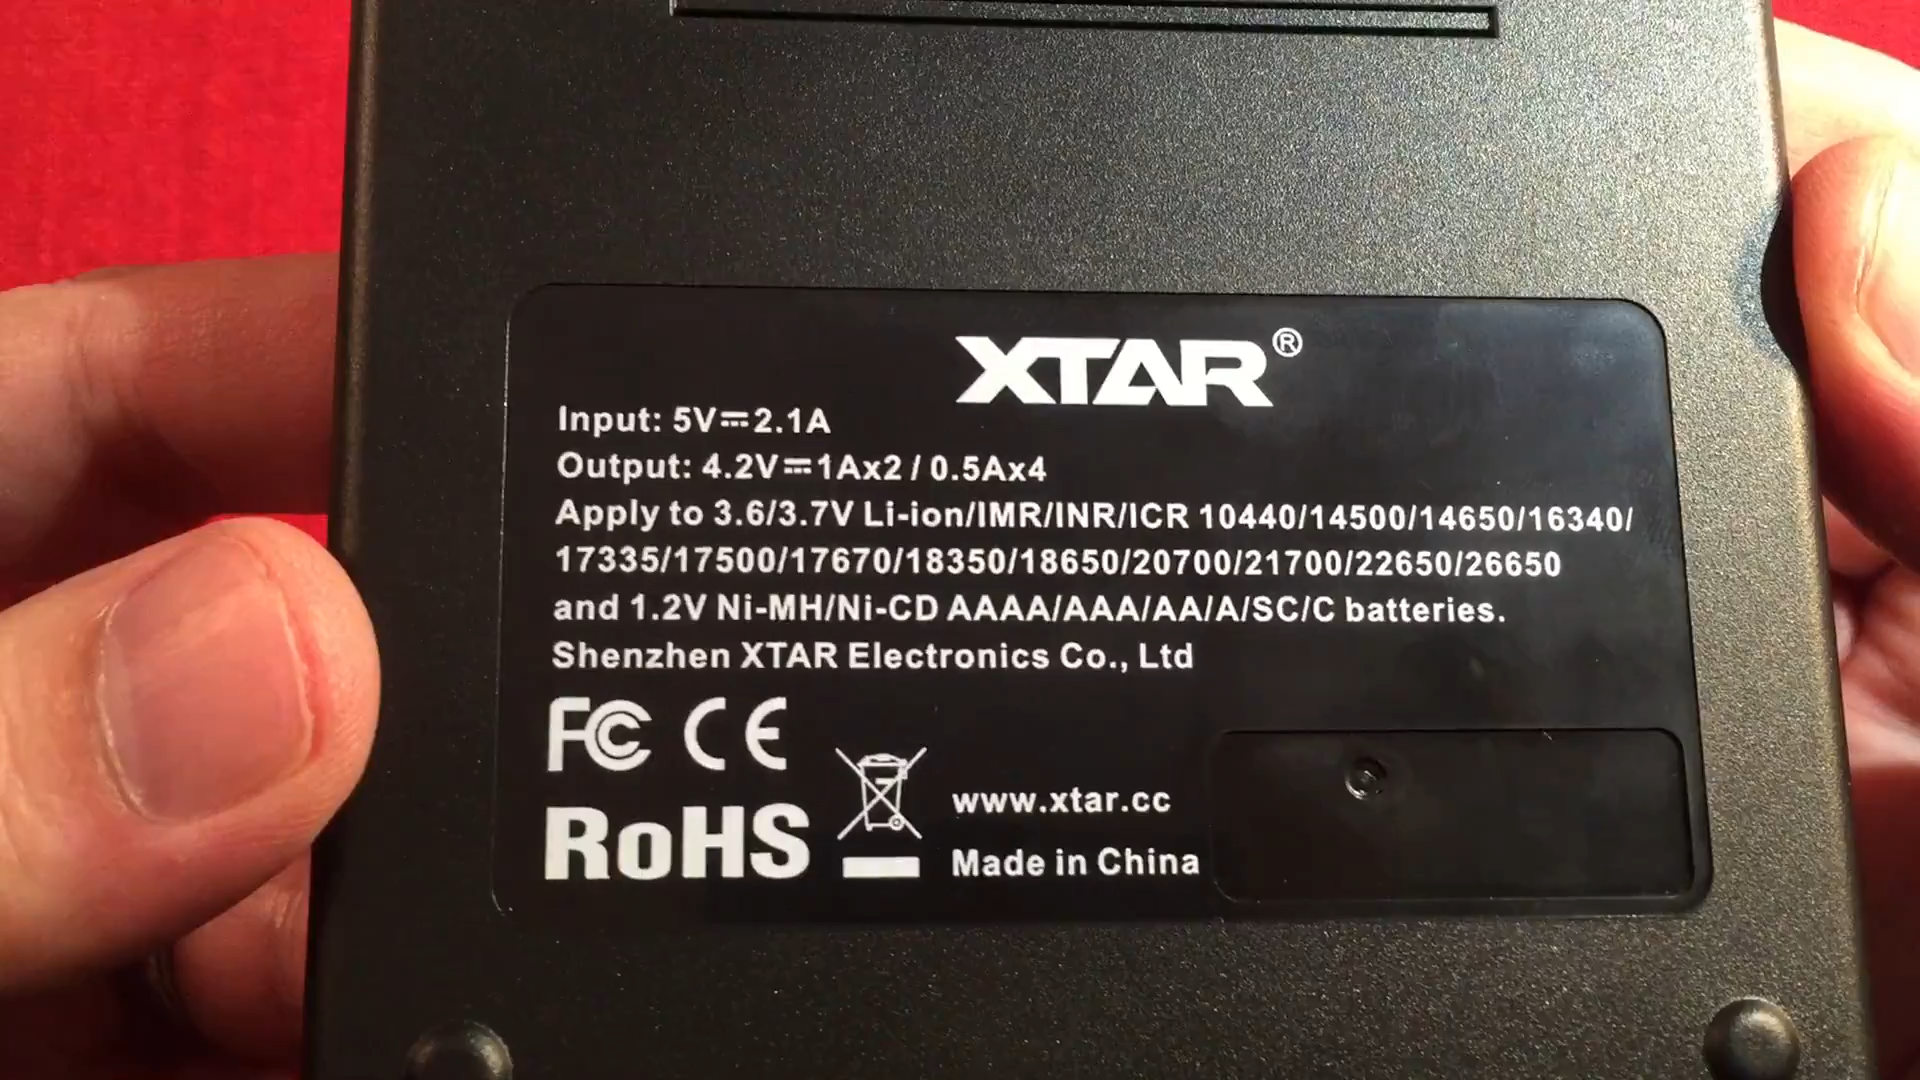 XTAR®
Input: 5V⎓2.1A
Output: 4.2V⎓1Ax2 / 0.5Ax4
Apply to 3.6/3.7V Li-ion/IMR/INR/ICR 10440/14500/14650/16340/
17335/17500/17670/18350/18650/20700/21700/22650/26650
and 1.2V Ni-MH/Ni-CD AAAA/AAA/AA/A/SC/C batteries.
Shenzhen XTAR Electronics Co., Ltd
FC CE
RoHS
www.xtar.cc
Made in China